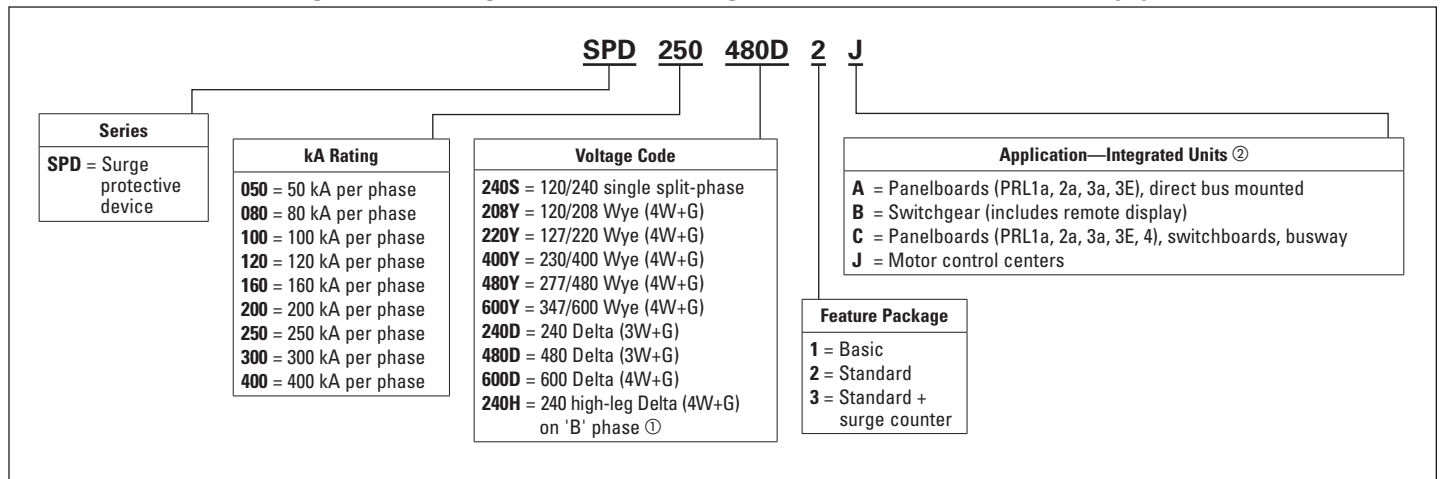 SPD 250 480D 2 J
Series
SPD = Surge
protective
device
kA Rating
050 = 50 kA per phase
080 = 80 kA per phase
100 = 100 kA per phase
120 = 120 kA per phase
160 = 160 kA per phase
200 = 200 kA per phase
250 = 250 kA per phase
300 = 300 kA per phase
400 = 400 kA per phase
Voltage Code
240S = 120/240 single split-phase
208Y = 120/208 Wye (4W+G)
220Y = 127/220 Wye (4W+G)
400Y = 230/400 Wye (4W+G)
480Y = 277/480 Wye (4W+G)
600Y = 347/600 Wye (4W+G)
240D = 240 Delta (3W+G)
480D = 480 Delta (3W+G)
600D = 600 Delta (4W+G)
240H = 240 high-leg Delta (4W+G)
on 'B' phase ①
Feature Package
1 = Basic
2 = Standard
3 = Standard +
surge counter
Application—Integrated Units ②
A = Panelboards (PRL1a, 2a, 3a, 3E), direct bus mounted
B = Switchgear (includes remote display)
C = Panelboards (PRL1a, 2a, 3a, 3E, 4), switchboards, busway
J = Motor control centers